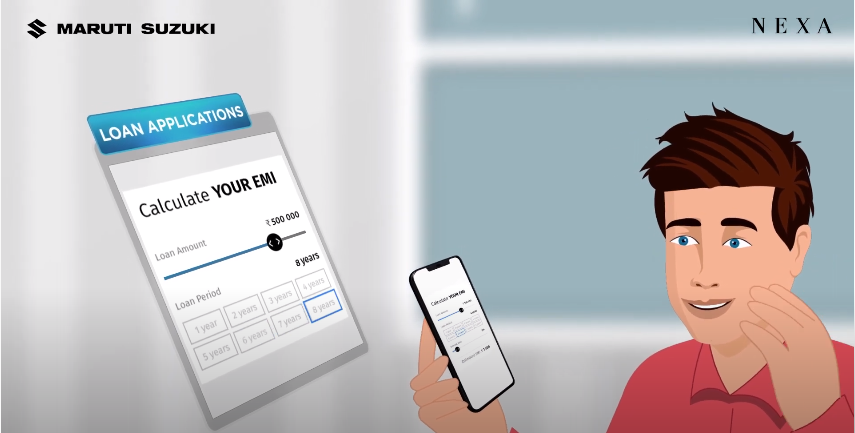 MARUTI SUZUKI
NEXA
LOAN APPLICATIONS
Calculate YOUR EMI
₹500 000
Loan Amount
8 years
Loan Period
1 year 2 years 3 years 4 years
5 years 6 years 7 years 8 years
Calculate YOUR EMI